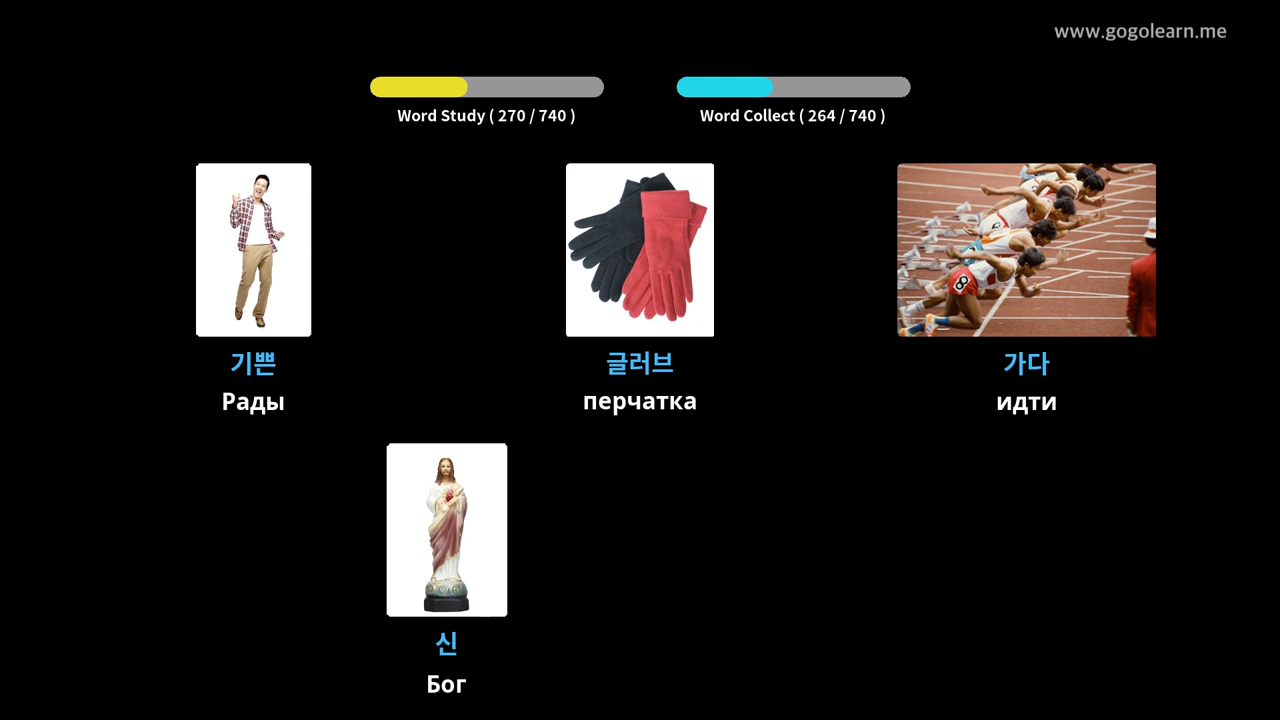 www.gogolearn.me
Word Study ( 270 / 740 )
Word Collect ( 264 / 740 )
기쁜
Рады
글러브
перчатка
가다
идти
신
Бог